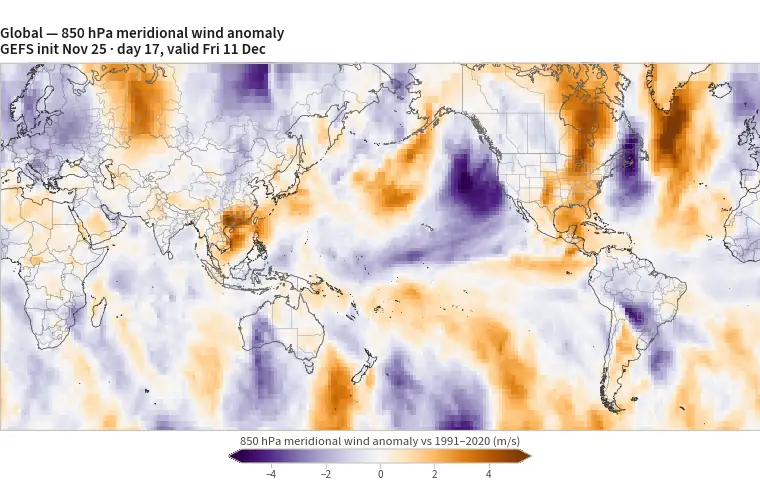 Global — 850 hPa meridional wind anomaly
GEFS init Nov 25 · day 17, valid Fri 11 Dec
850 hPa meridional wind anomaly vs 1991–2020 (m/s)
−4 −2 0 2 4